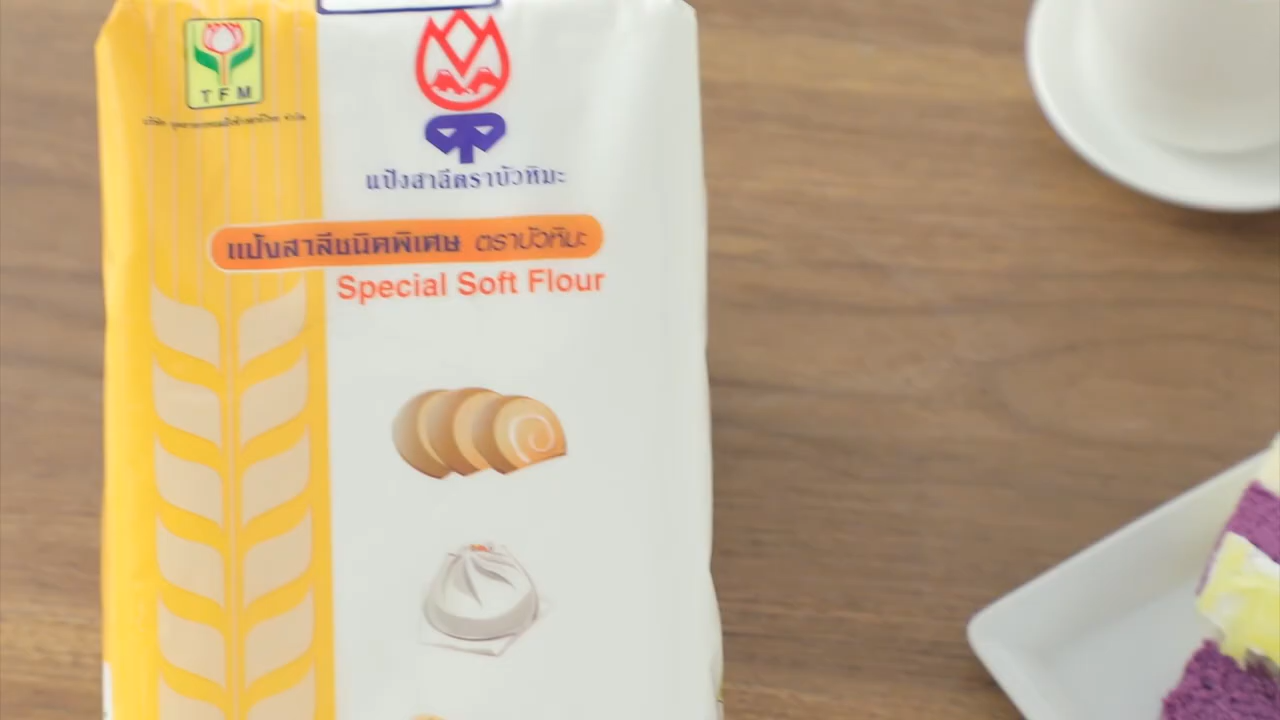 TFM
แป้งสาลีตราบัวหิมะ
แป้งสาลีชนิดพิเศษ ตราบัวหิมะ
Special Soft Flour